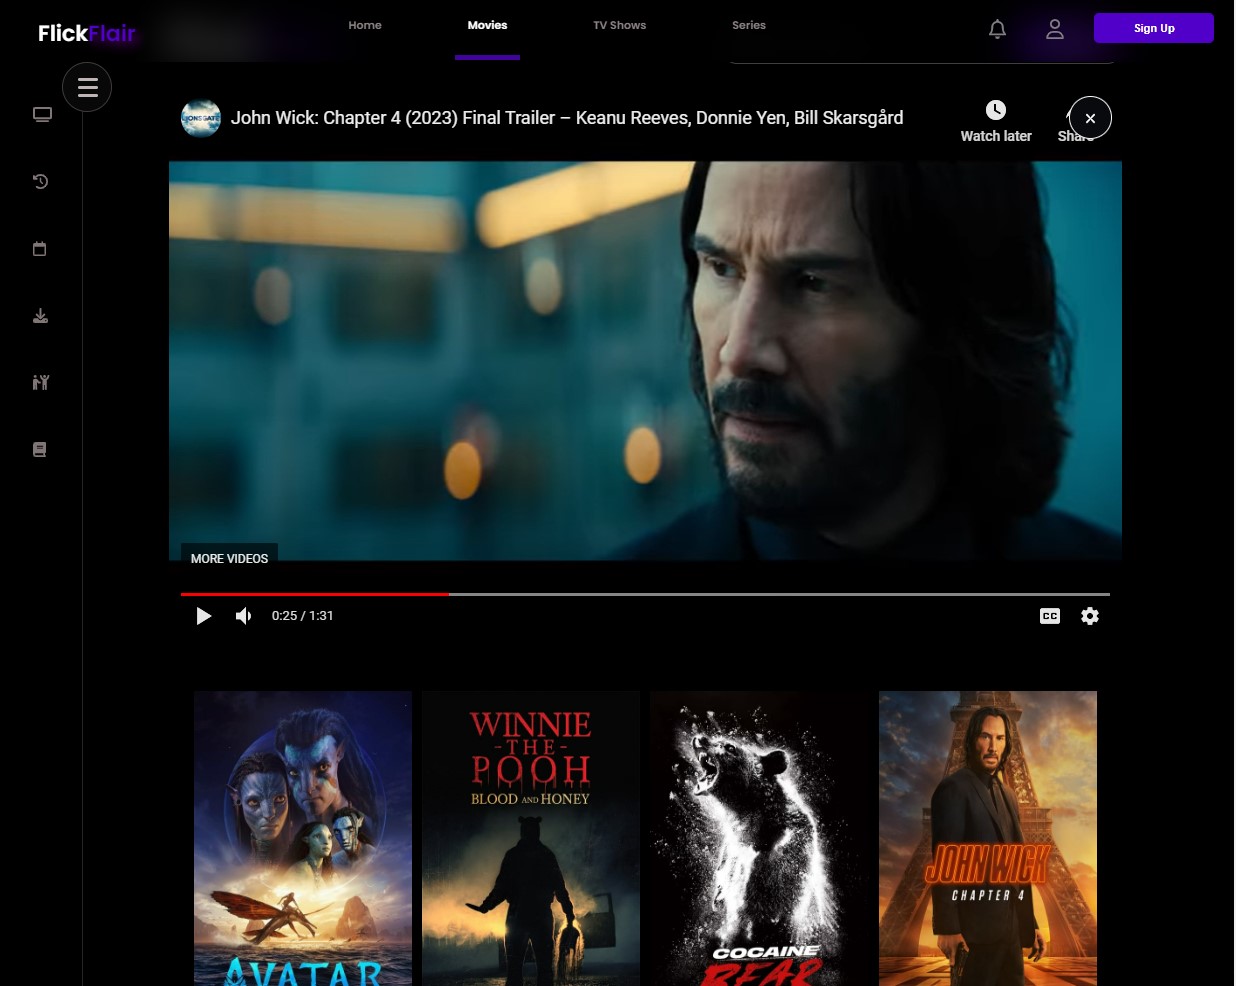 FlickFlair
Home
Movies
TV Shows
Series
Sign Up
LIONSGATE
John Wick: Chapter 4 (2023) Final Trailer – Keanu Reeves, Donnie Yen, Bill Skarsgård
Watch later
Share
MORE VIDEOS
0:25 / 1:31
CC
AVATAR
WINNIE
-THE-
POOH
BLOOD AND HONEY
COCAINE
BEAR
JOHN WICK
CHAPTER 4